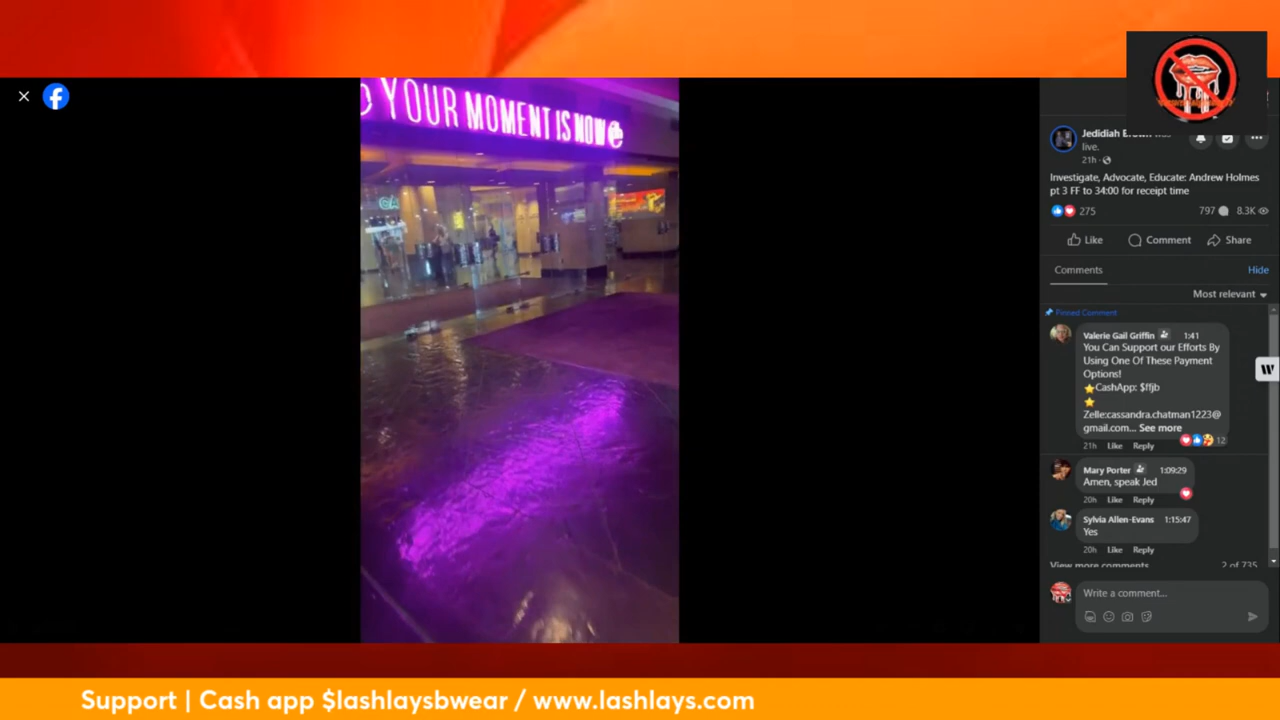 YOUR MOMENT IS NOW
Jedidiah
live.
21h
Investigate, Advocate, Educate: Andrew Holmes
pt 3 FF to 34:00 for receipt time
275
797
8.3K
Like
Comment
Share
Comments
Hide
Most relevant
Pinned Comment
Valerie Gail Griffin 1:41
You Can Support our Efforts By
Using One Of These Payment
Options!
⭐CashApp: $ffjb
⭐
Zelle:cassandra.chatman1223@
gmail.com... See more
12
21h Like Reply
Mary Porter 1:09:29
Amen, speak Jed
20h Like Reply
Sylvia Allen-Evans 1:15:47
Yes
20h Like Reply
View more comments 2 of 735
Write a comment...
W
Support | Cash app $lashlaysbwear / www.lashlays.com